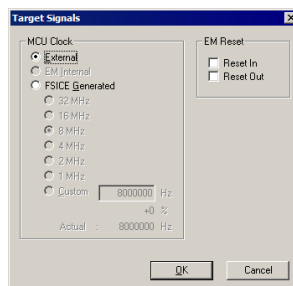 Target Signals
MCU Clock
External
EM Internal
FSICE Generated
32 MHz
16 MHz
8 MHz
4 MHz
2 MHz
1 MHz
Custom 8000000 Hz
+0 %
Actual : 8000000 Hz
EM Reset
Reset In
Reset Out
OK Cancel